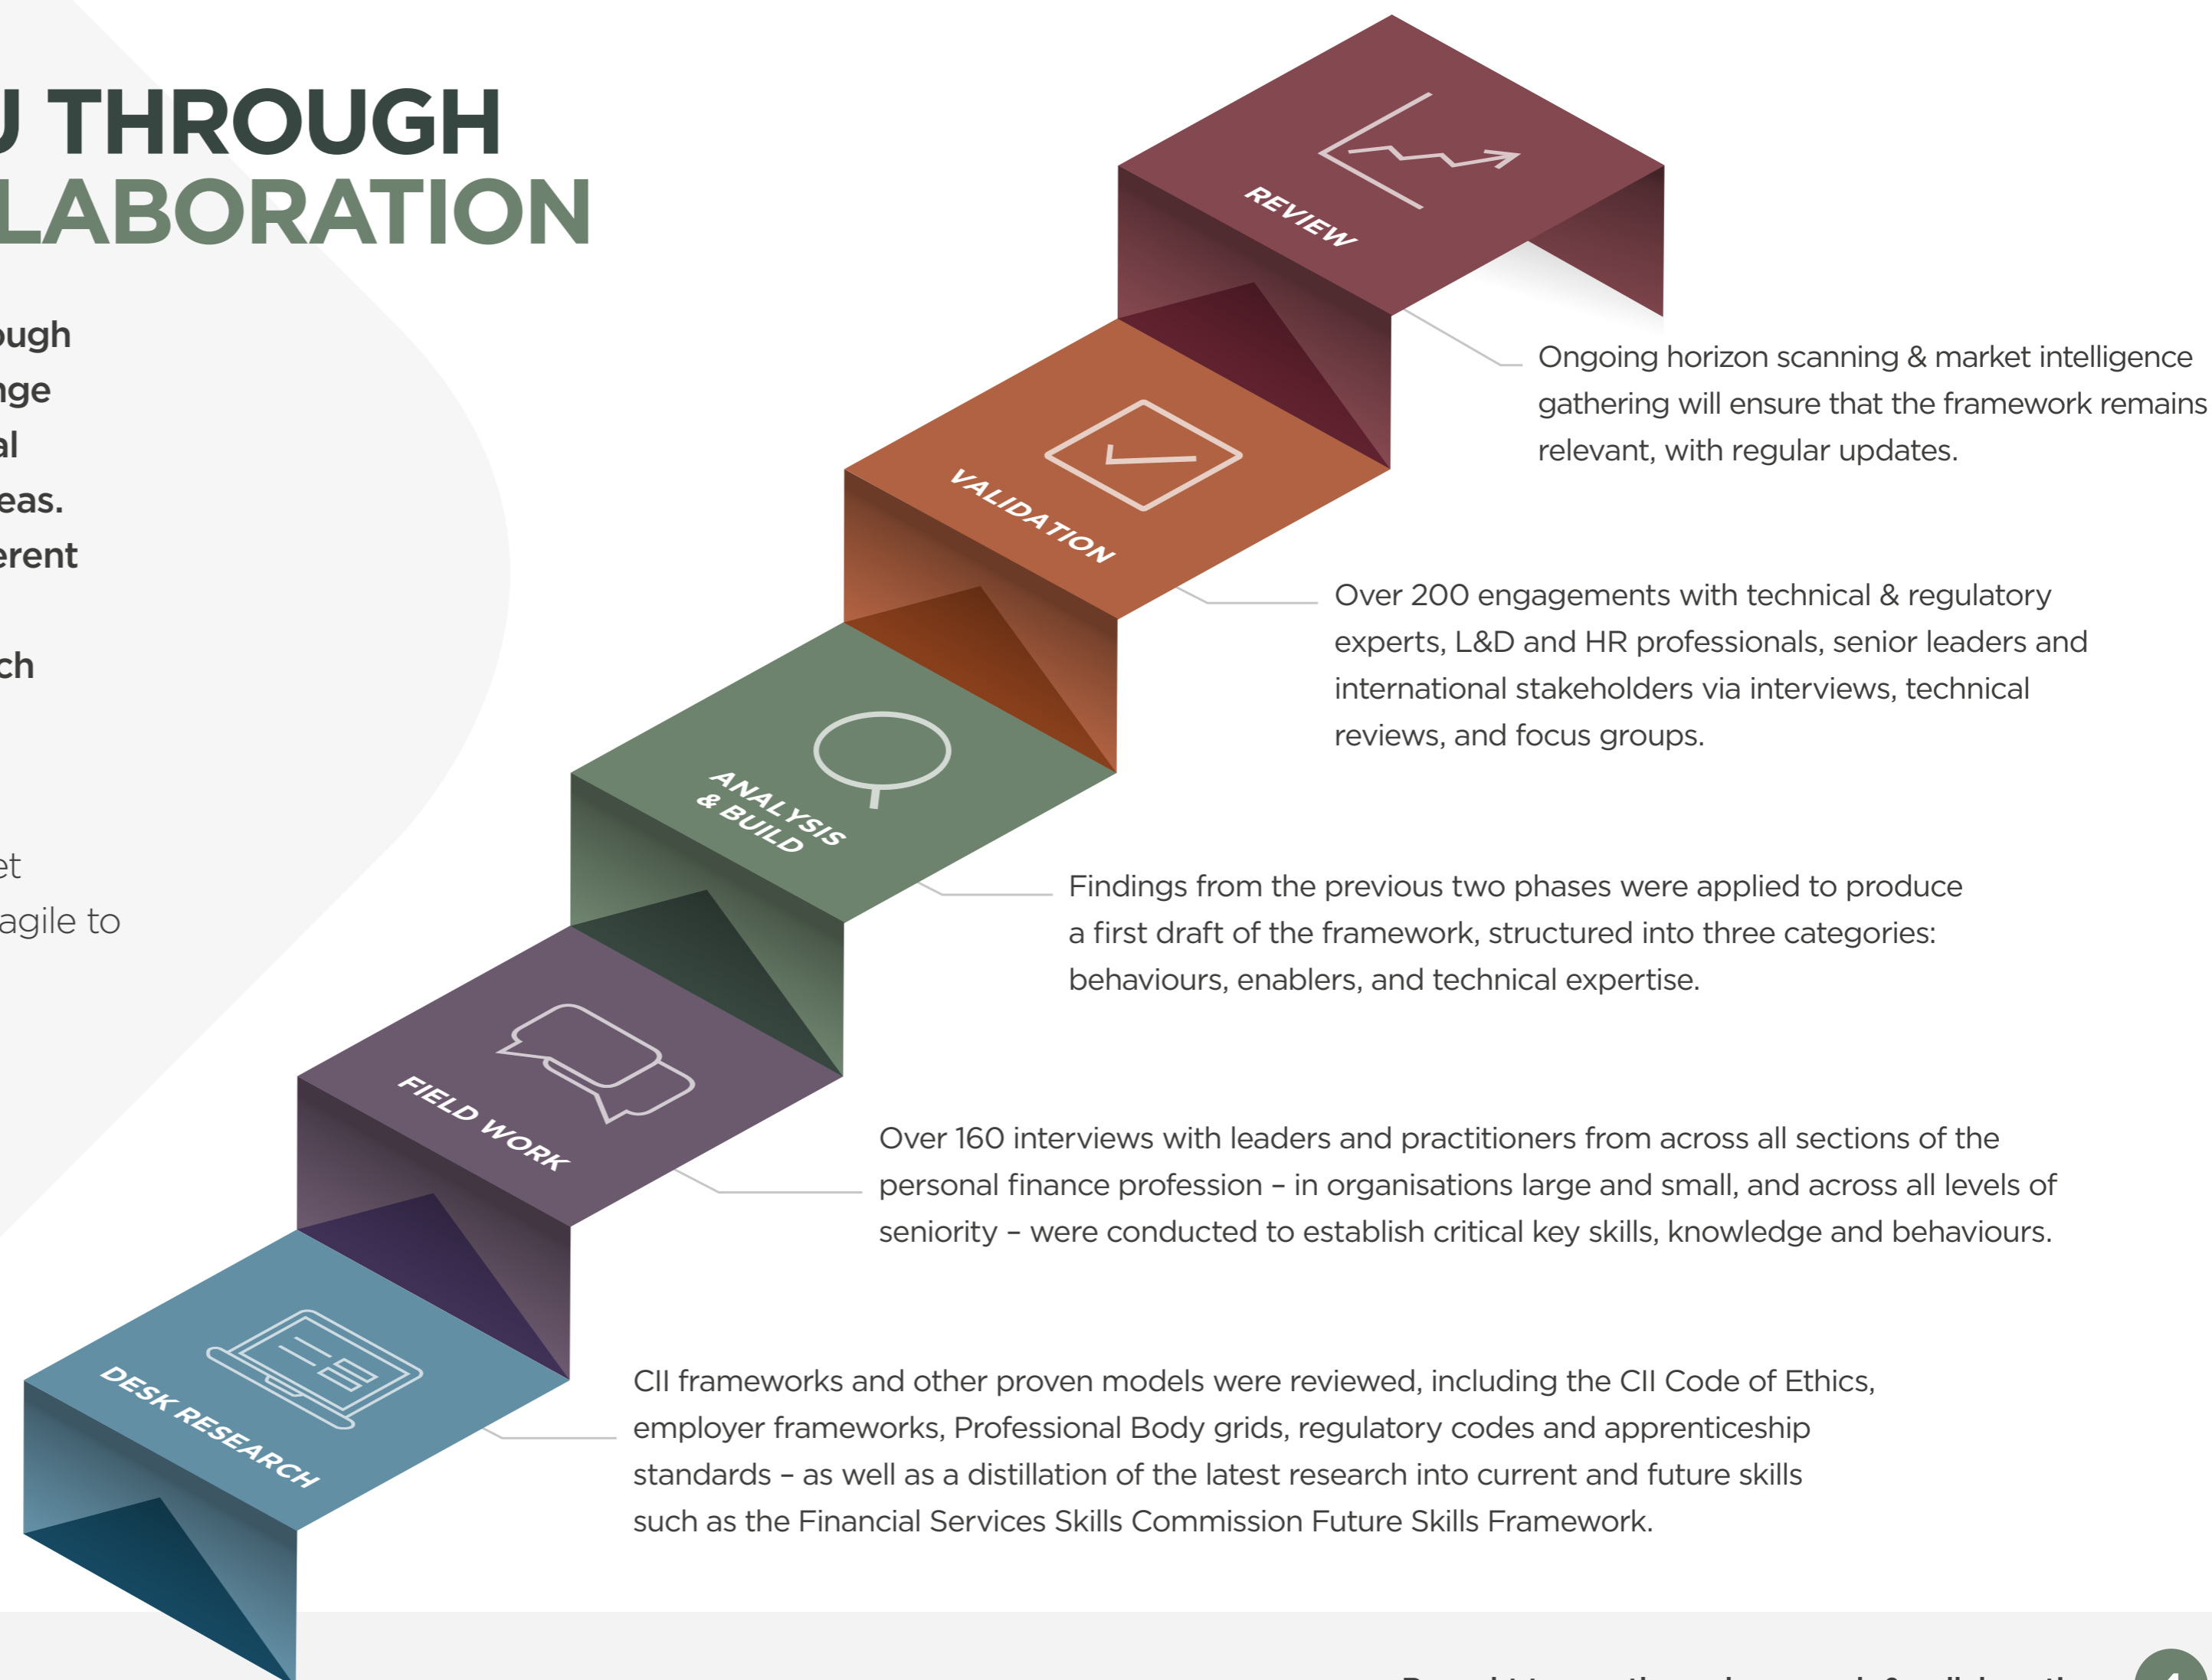 THROUGH
LABORATION
ough
nge
al
eas.
erent
ch
et
agile to
REVIEW
Ongoing horizon scanning & market intelligence
gathering will ensure that the framework remains
relevant, with regular updates.
VALIDATION
Over 200 engagements with technical & regulatory
experts, L&D and HR professionals, senior leaders and
international stakeholders via interviews, technical
reviews, and focus groups.
ANALYSIS
& BUILD
Findings from the previous two phases were applied to produce
a first draft of the framework, structured into three categories:
behaviours, enablers, and technical expertise.
FIELD WORK
Over 160 interviews with leaders and practitioners from across all sections of the
personal finance profession – in organisations large and small, and across all levels of
seniority – were conducted to establish critical key skills, knowledge and behaviours.
DESK RESEARCH
CII frameworks and other proven models were reviewed, including the CII Code of Ethics,
employer frameworks, Professional Body grids, regulatory codes and apprenticeship
standards – as well as a distillation of the latest research into current and future skills
such as the Financial Services Skills Commission Future Skills Framework.